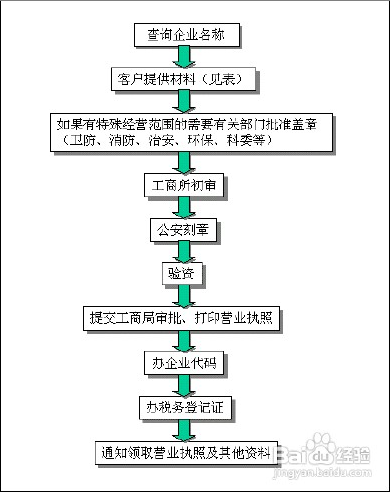 查询企业名称
客户提供材料（见表）
如果有特殊经营范围的需要有关部门批准盖章
（卫防、消防、治安、环保、科委等）
工商所初审
公安刻章
验资
提交工商局审批、打印营业执照
办企业代码
办税务登记证
通知领取营业执照及其他资料
Baidu经验
jingyan.baidu.com